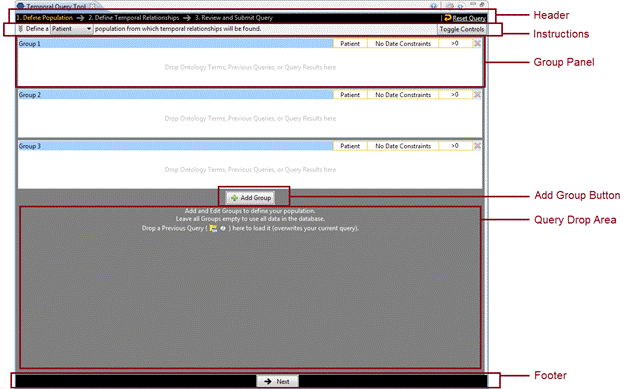 Temporal Query Tool
1. Define Population → 2. Define Temporal Relationships → 3. Review and Submit Query Reset Query
Header
Define a Patient population from which temporal relationships will be found. Toggle Controls
Instructions
Group 1 Patient No Date Constraints >0
Group Panel
Drop Ontology Terms, Previous Queries, or Query Results here
Group 2 Patient No Date Constraints >0
Drop Ontology Terms, Previous Queries, or Query Results here
Group 3 Patient No Date Constraints >0
Drop Ontology Terms, Previous Queries, or Query Results here
Add Group
Add Group Button
Add and Edit Groups to define your population.
Query Drop Area
Leave all Groups empty to use all data in the database.
Drop a Previous Query ( ) here to load it (overwrites your current query).
Next
Footer